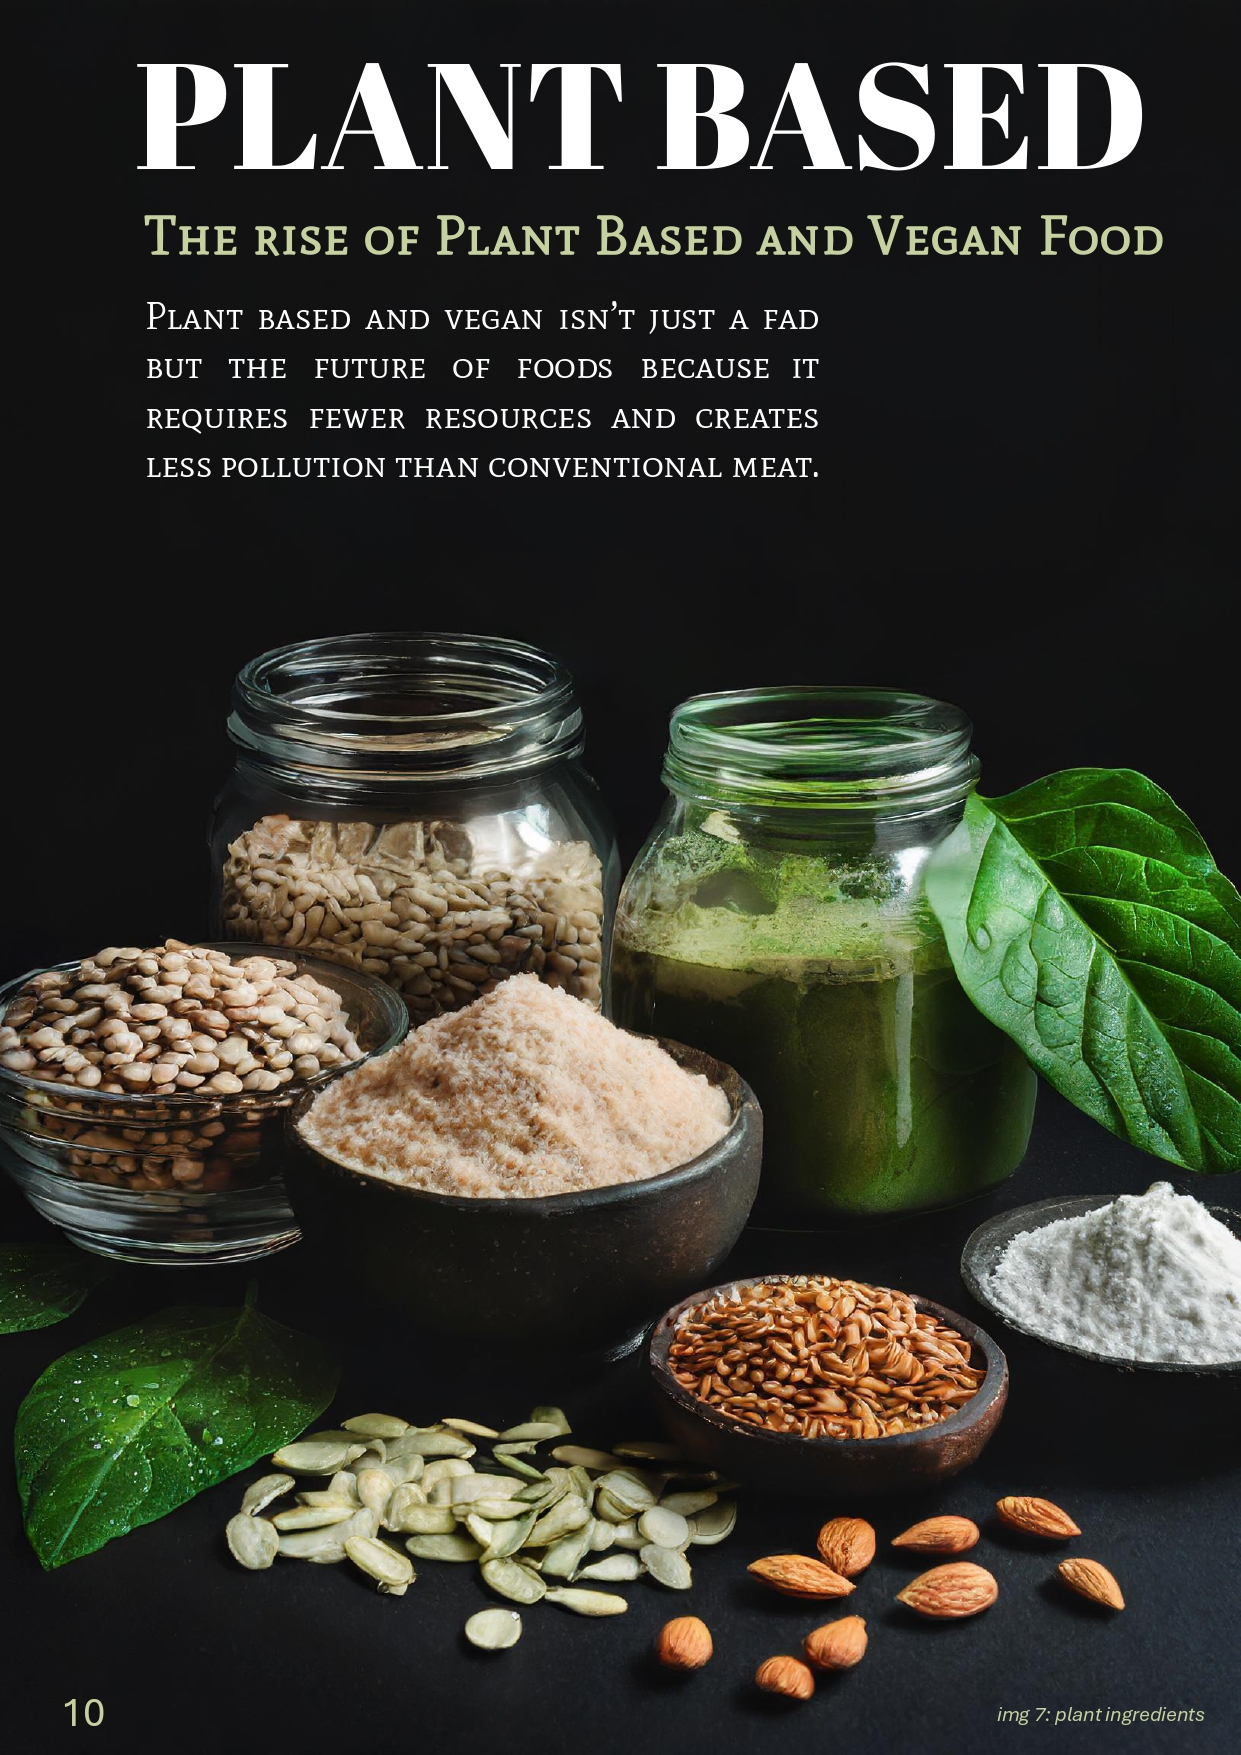 PLANT BASED
The rise of Plant Based and Vegan Food
Plant based and vegan isn't just a fad
but the future of foods because it
requires fewer resources and creates
less pollution than conventional meat.
10
img 7: plant ingredients